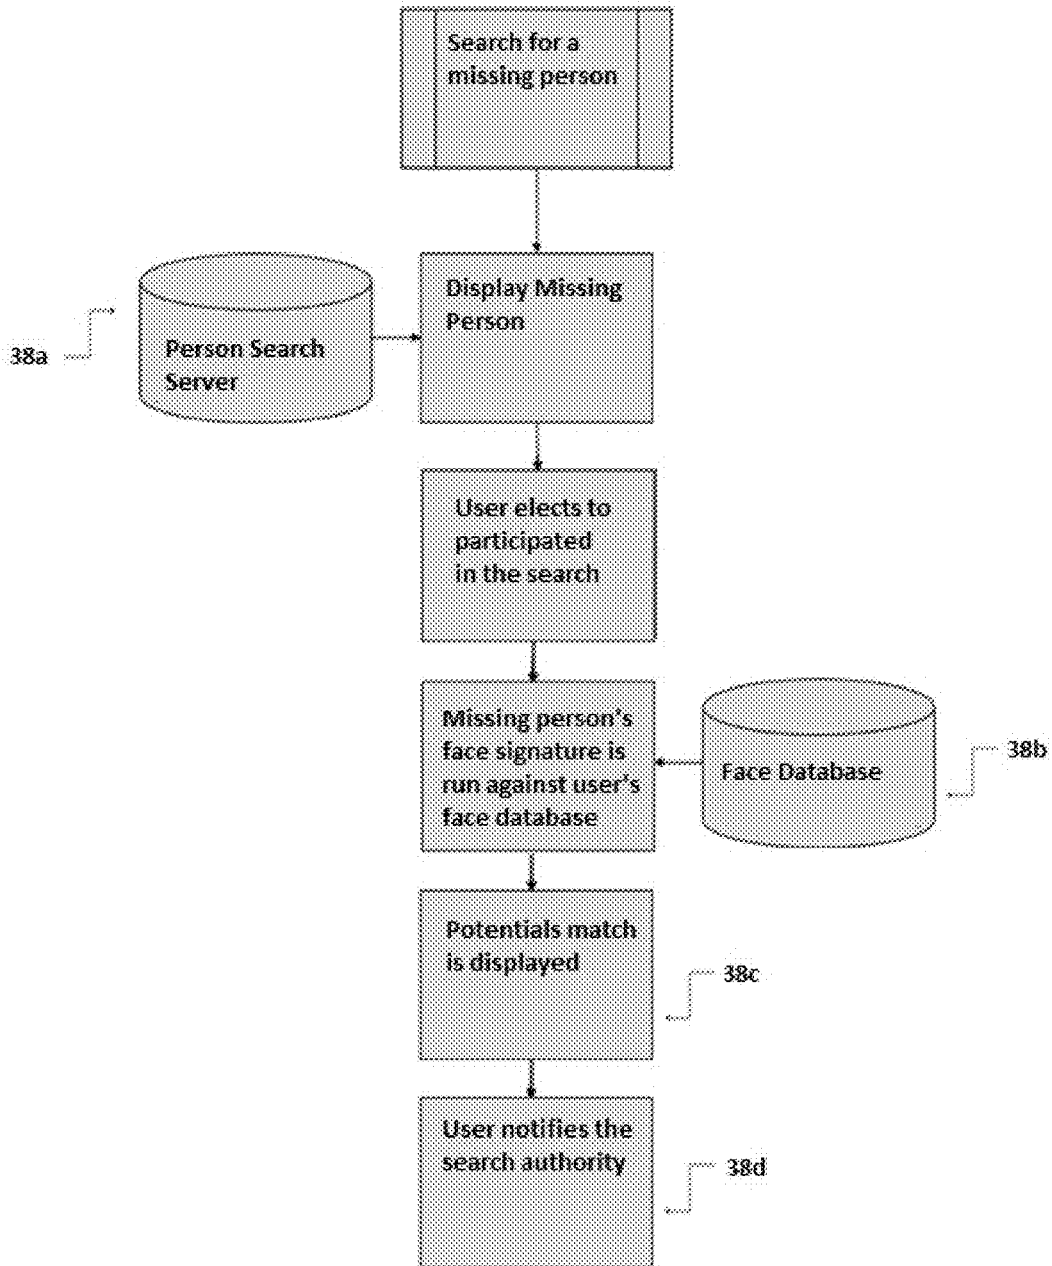 Search for a
missing person
Display Missing
Person
Person Search
Server
38a
User elects to
participated
in the search
Missing person's
face signature is
run against user's
face database
Face Database
38b
Potentials match
is displayed
38c
User notifies the
search authority
38d